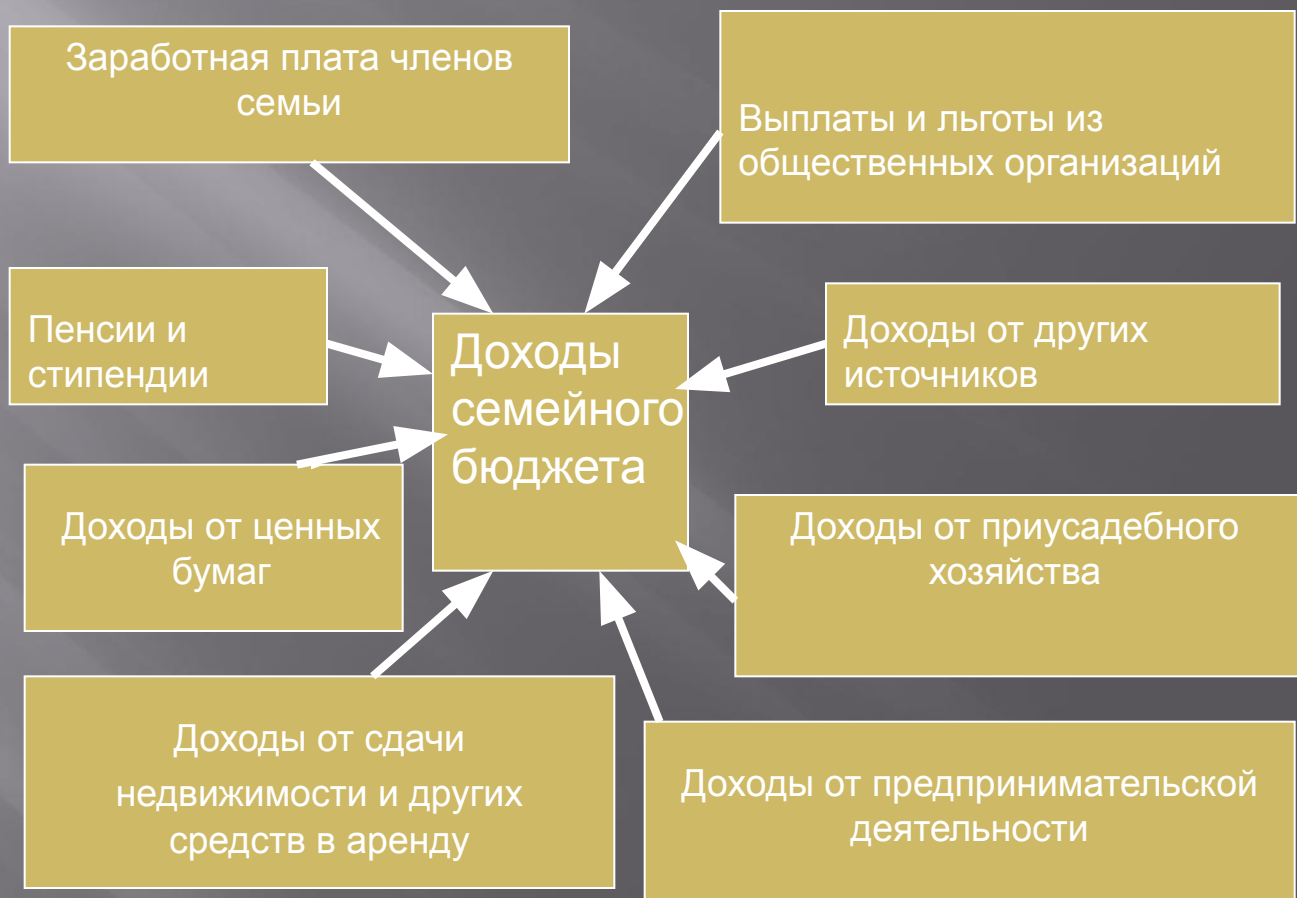 Заработная плата членов
семьи
Выплаты и льготы из
общественных организаций
Пенсии и
стипендии
Доходы
семейного
бюджета
Доходы от других
источников
Доходы от ценных
бумаг
Доходы от приусадебного
хозяйства
Доходы от сдачи
недвижимости и других
средств в аренду
Доходы от предпринимательской
деятельности